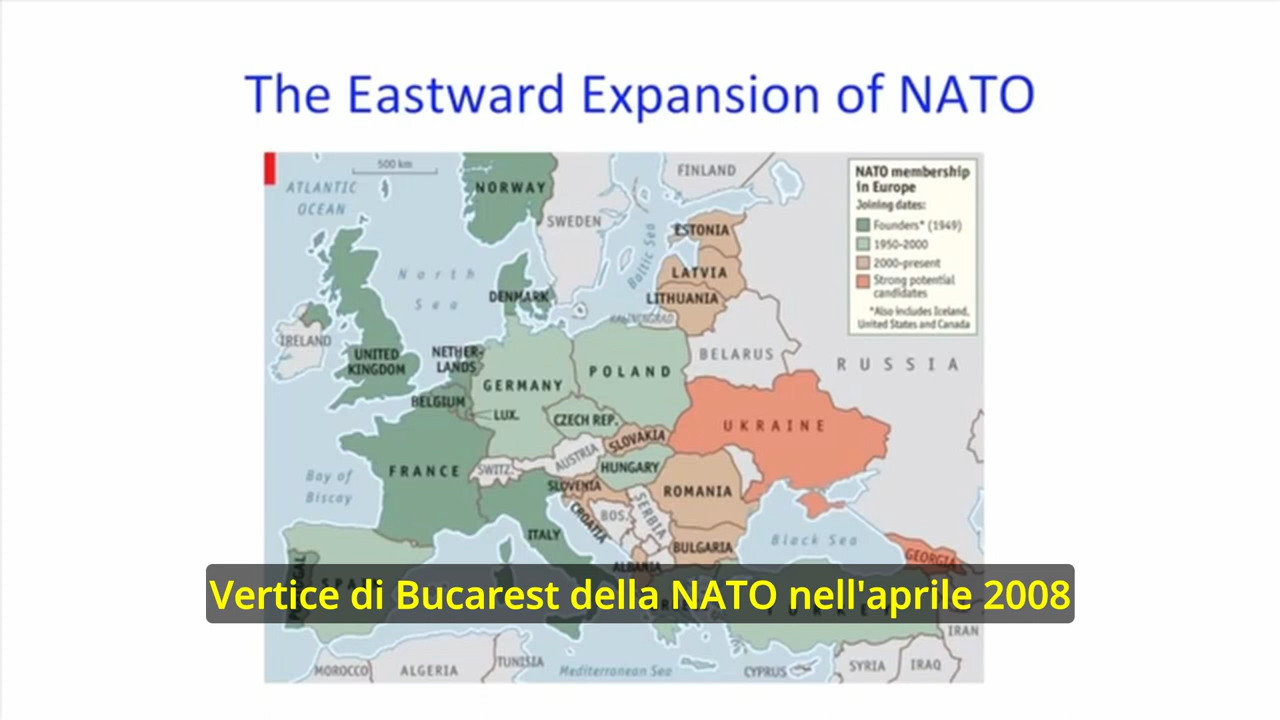 The Eastward Expansion of NATO
500 km
ATLANTIC
OCEAN
NORWAY
SWEDEN
FINLAND
NATO membership
in Europe
Joining dates:
Founders* (1949)
1950-2000
2000-present
Strong potential
candidates
*Also includes Iceland,
United States and Canada
North
Sea
Baltic Sea
ESTONIA
LATVIA
LITHUANIA
KALININGRAD
DENMARK
IRELAND
UNITED
KINGDOM
NETHER-
LANDS
BELGIUM
LUX.
GERMANY
POLAND
BELARUS
RUSSIA
CZECH REP.
SLOVAKIA
UKRAINE
FRANCE
SWITZ.
AUSTRIA
HUNGARY
SLOVENIA
CROATIA
BOS.
SERBIA
ROMANIA
Bay of
Biscay
ITALY
BULGARIA
Black Sea
GEORGIA
ALBANIA
Vertice di Bucarest della NATO nell'aprile 2008
IRAN
MOROCCO
ALGERIA
TUNISIA
Mediterranean Sea
CYPRUS
SYRIA
IRAQ